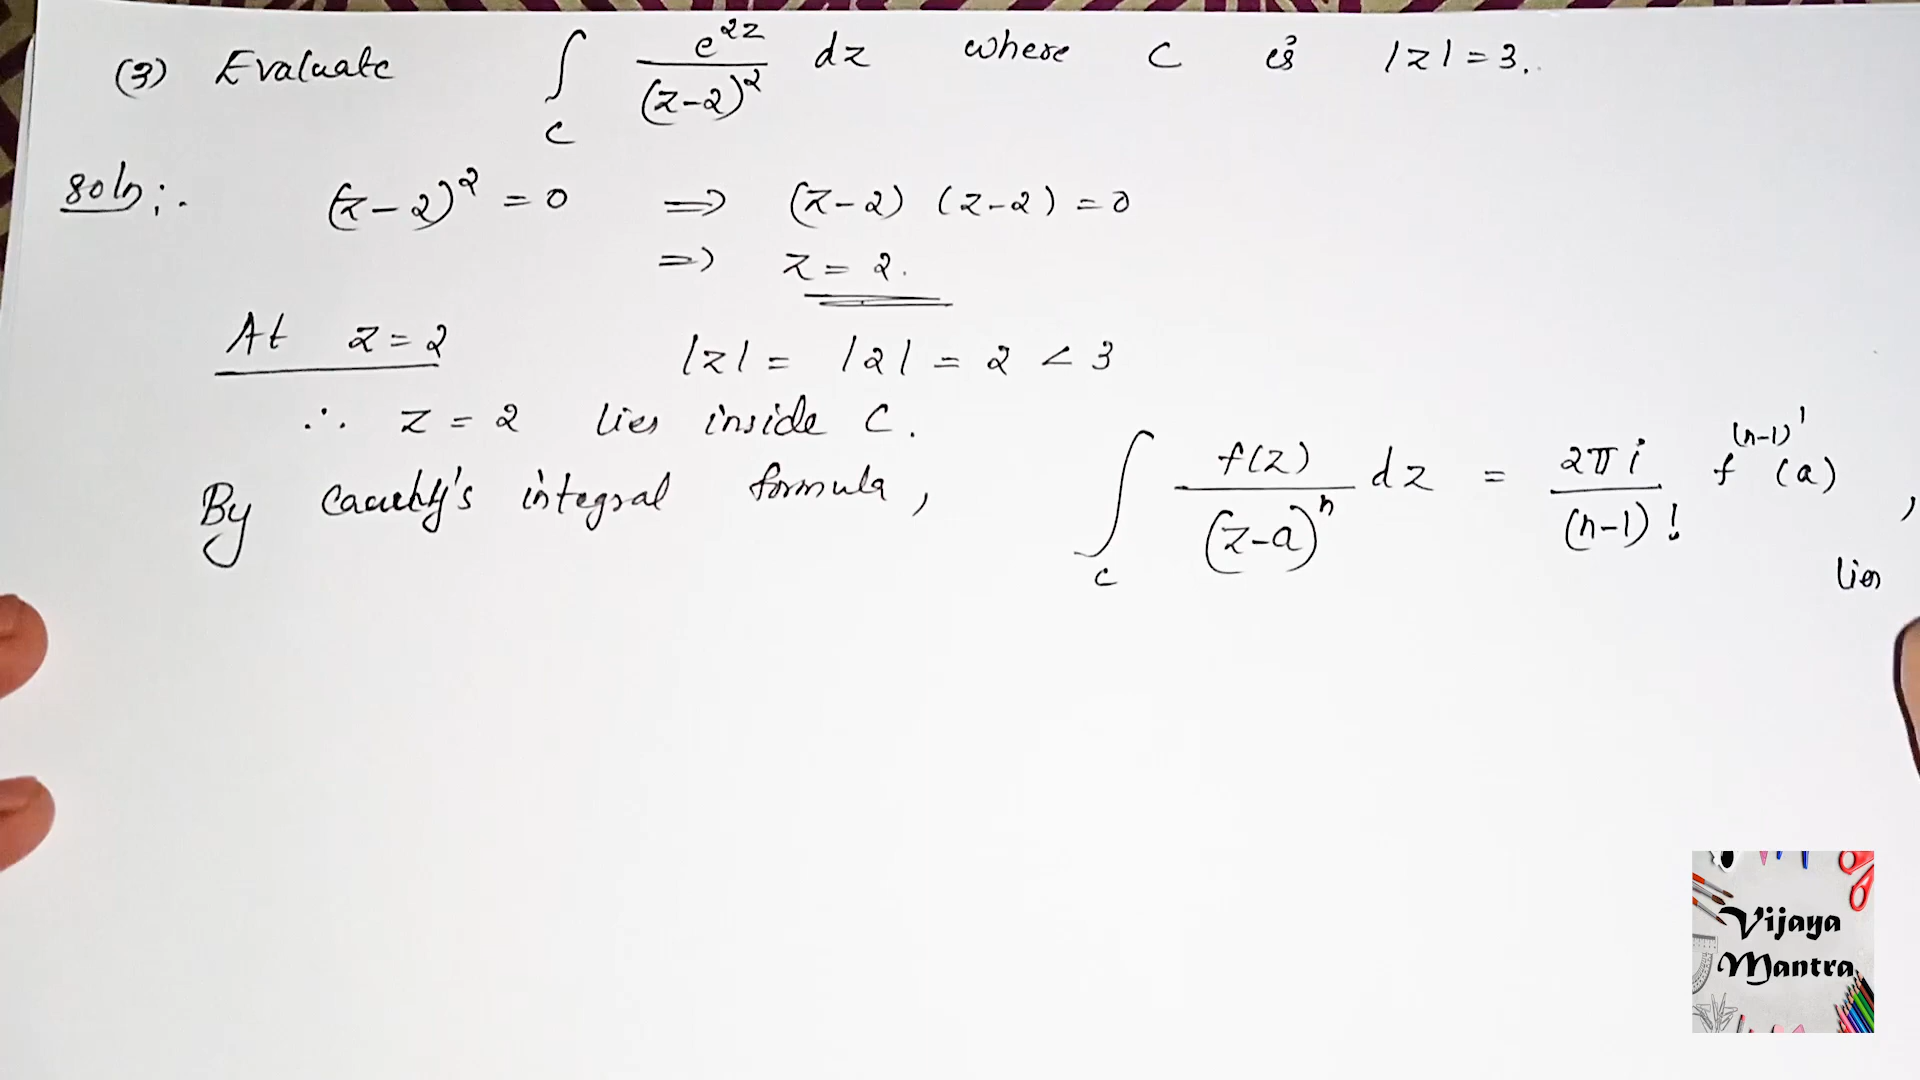 (3) Evaluate ∫_C e^{2z}/(z-2)^2 dz where C is |z|=3.
Soln:. (z-2)^2 = 0 ⇒ (z-2) (z-2) = 0
⇒ z = 2.
At z = 2 |z| = |2| = 2 < 3
∴ z = 2 lies inside C.
By Cauchy's integral formula, ∫_C f(z)/(z-a)^n dz = 2πi/(n-1)! f^{(n-1)'}(a) ,
lies
Vijaya
Mantra